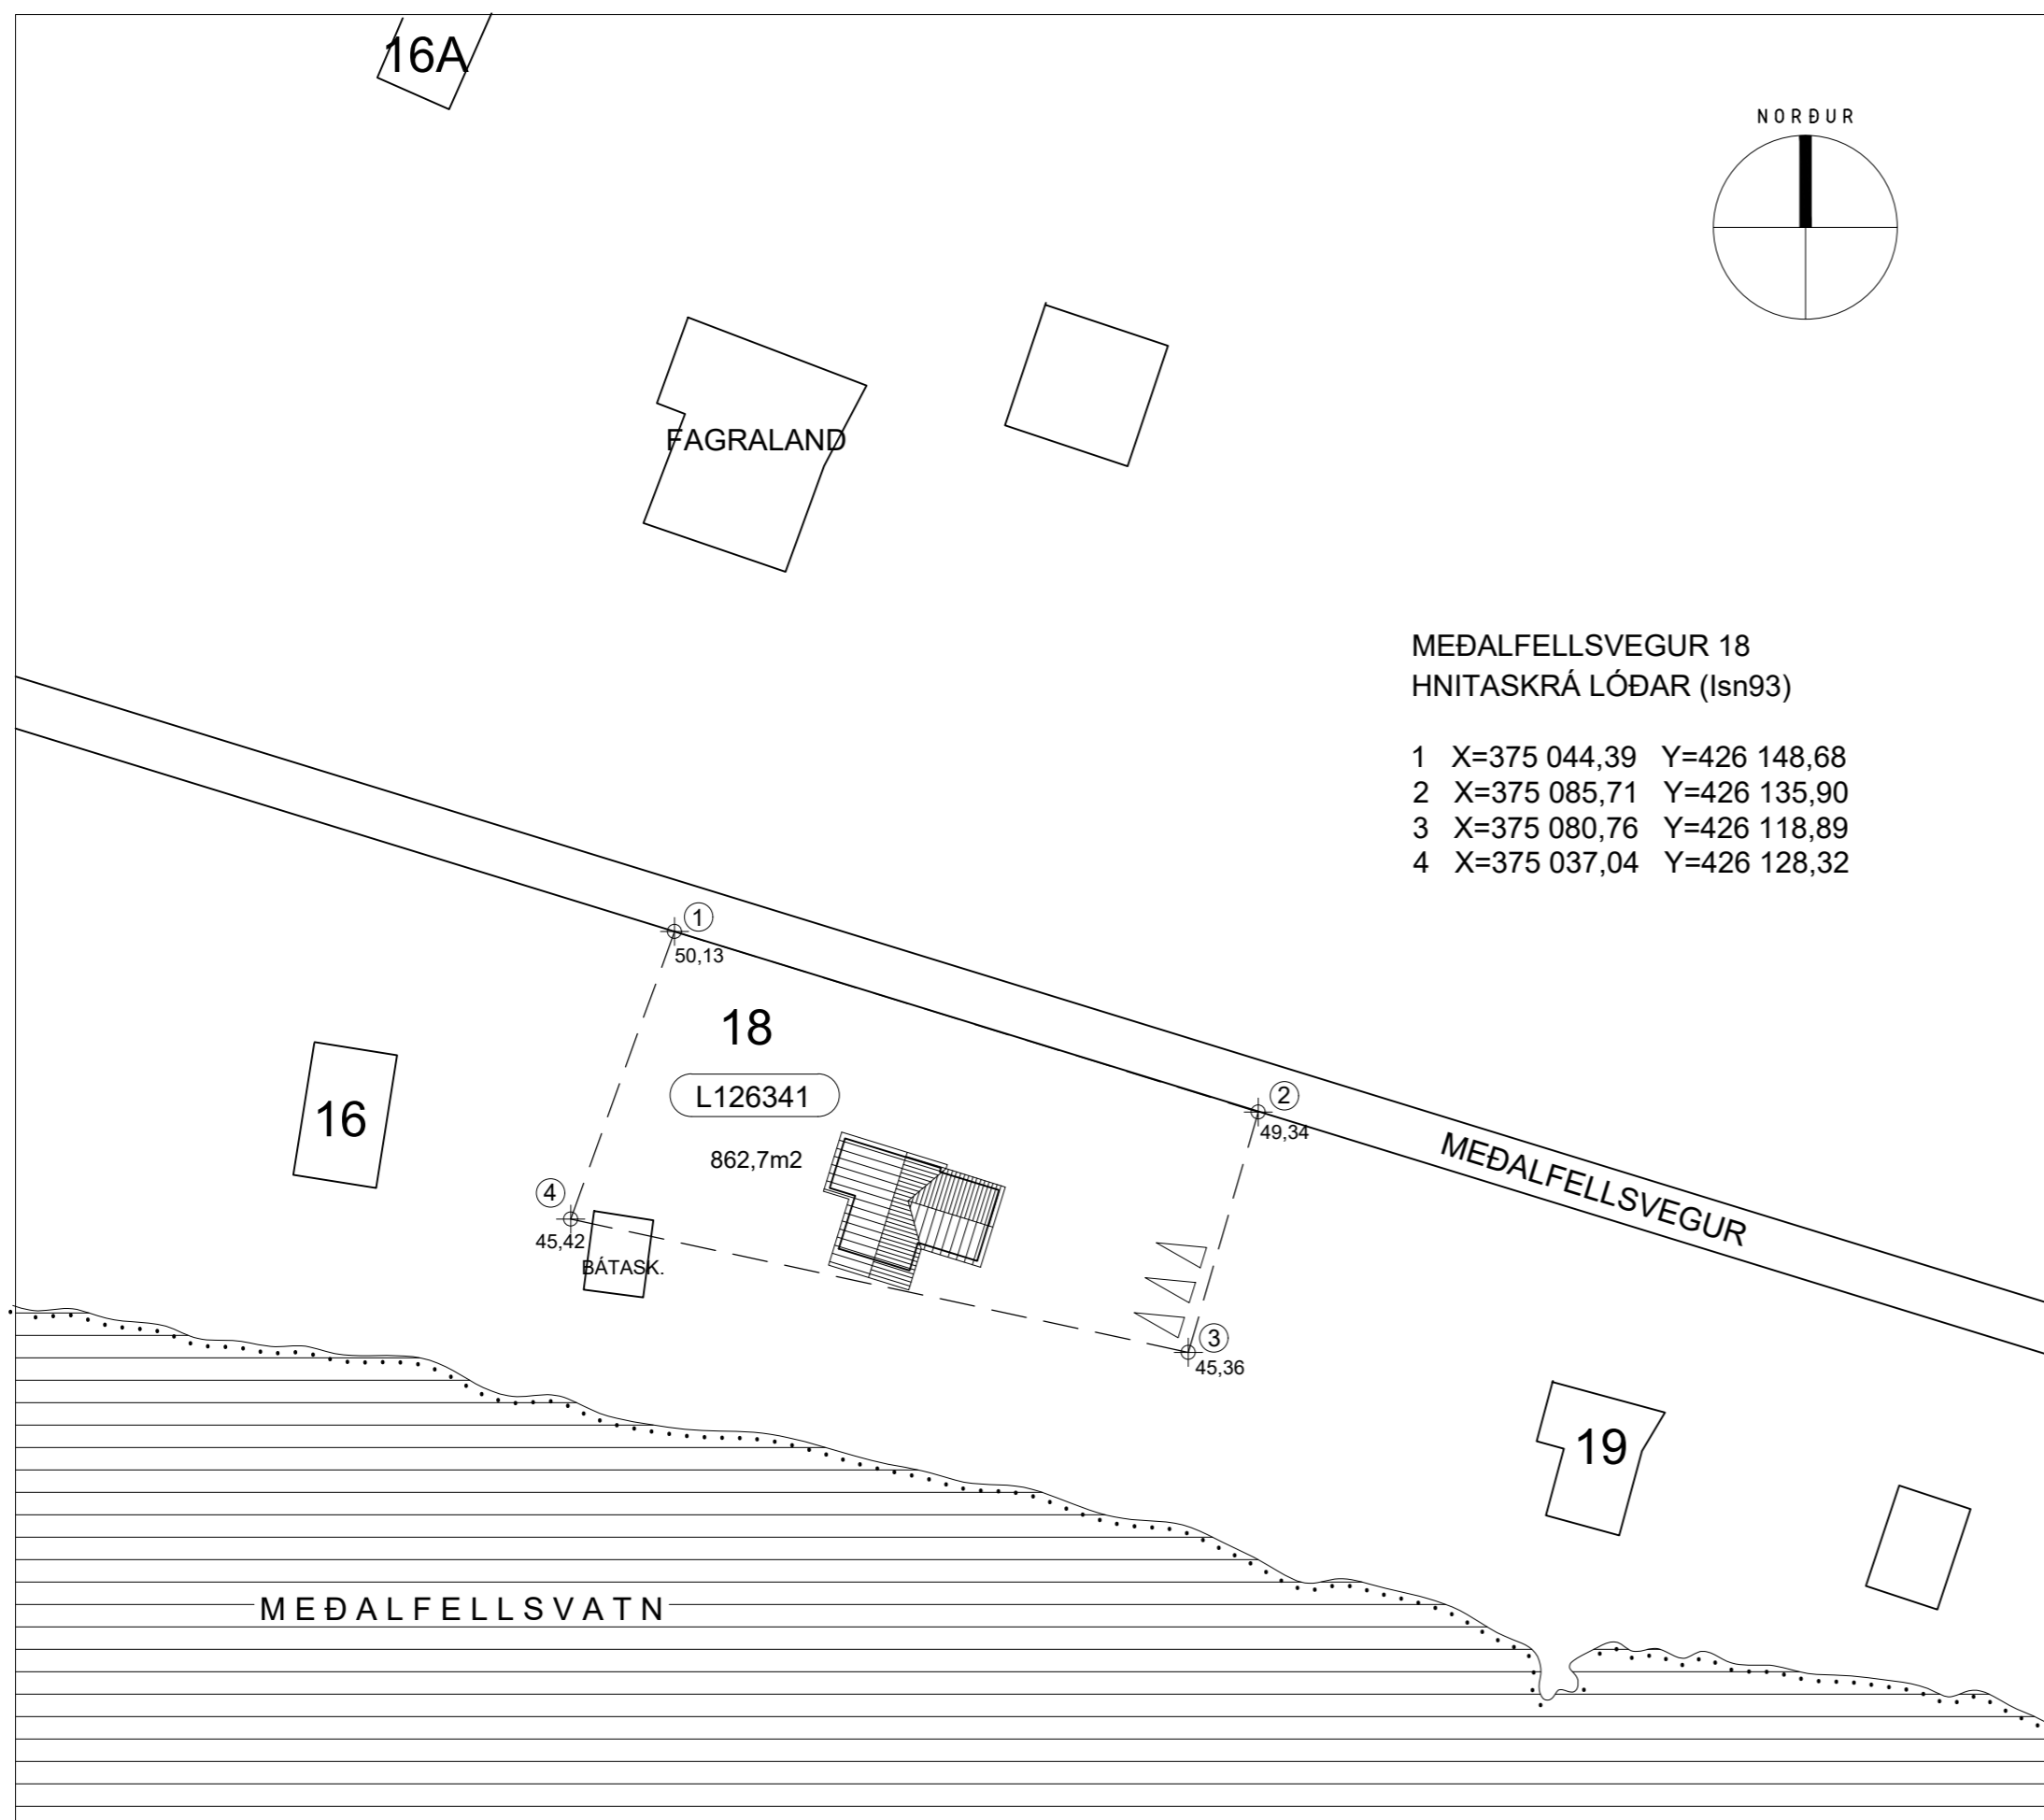 16A
NORÐUR
FAGRALAND
MEÐALFELLSVEGUR 18
HNITASKRÁ LÓÐAR (Isn93)
1 X=375 044,39 Y=426 148,68
2 X=375 085,71 Y=426 135,90
3 X=375 080,76 Y=426 118,89
4 X=375 037,04 Y=426 128,32
1
50,13
18
L126341
862,7m2
2
49,34
MEÐALFELLSVEGUR
16
4
45,42
BÁTASK.
3
45,36
19
MEÐALFELLSVATN